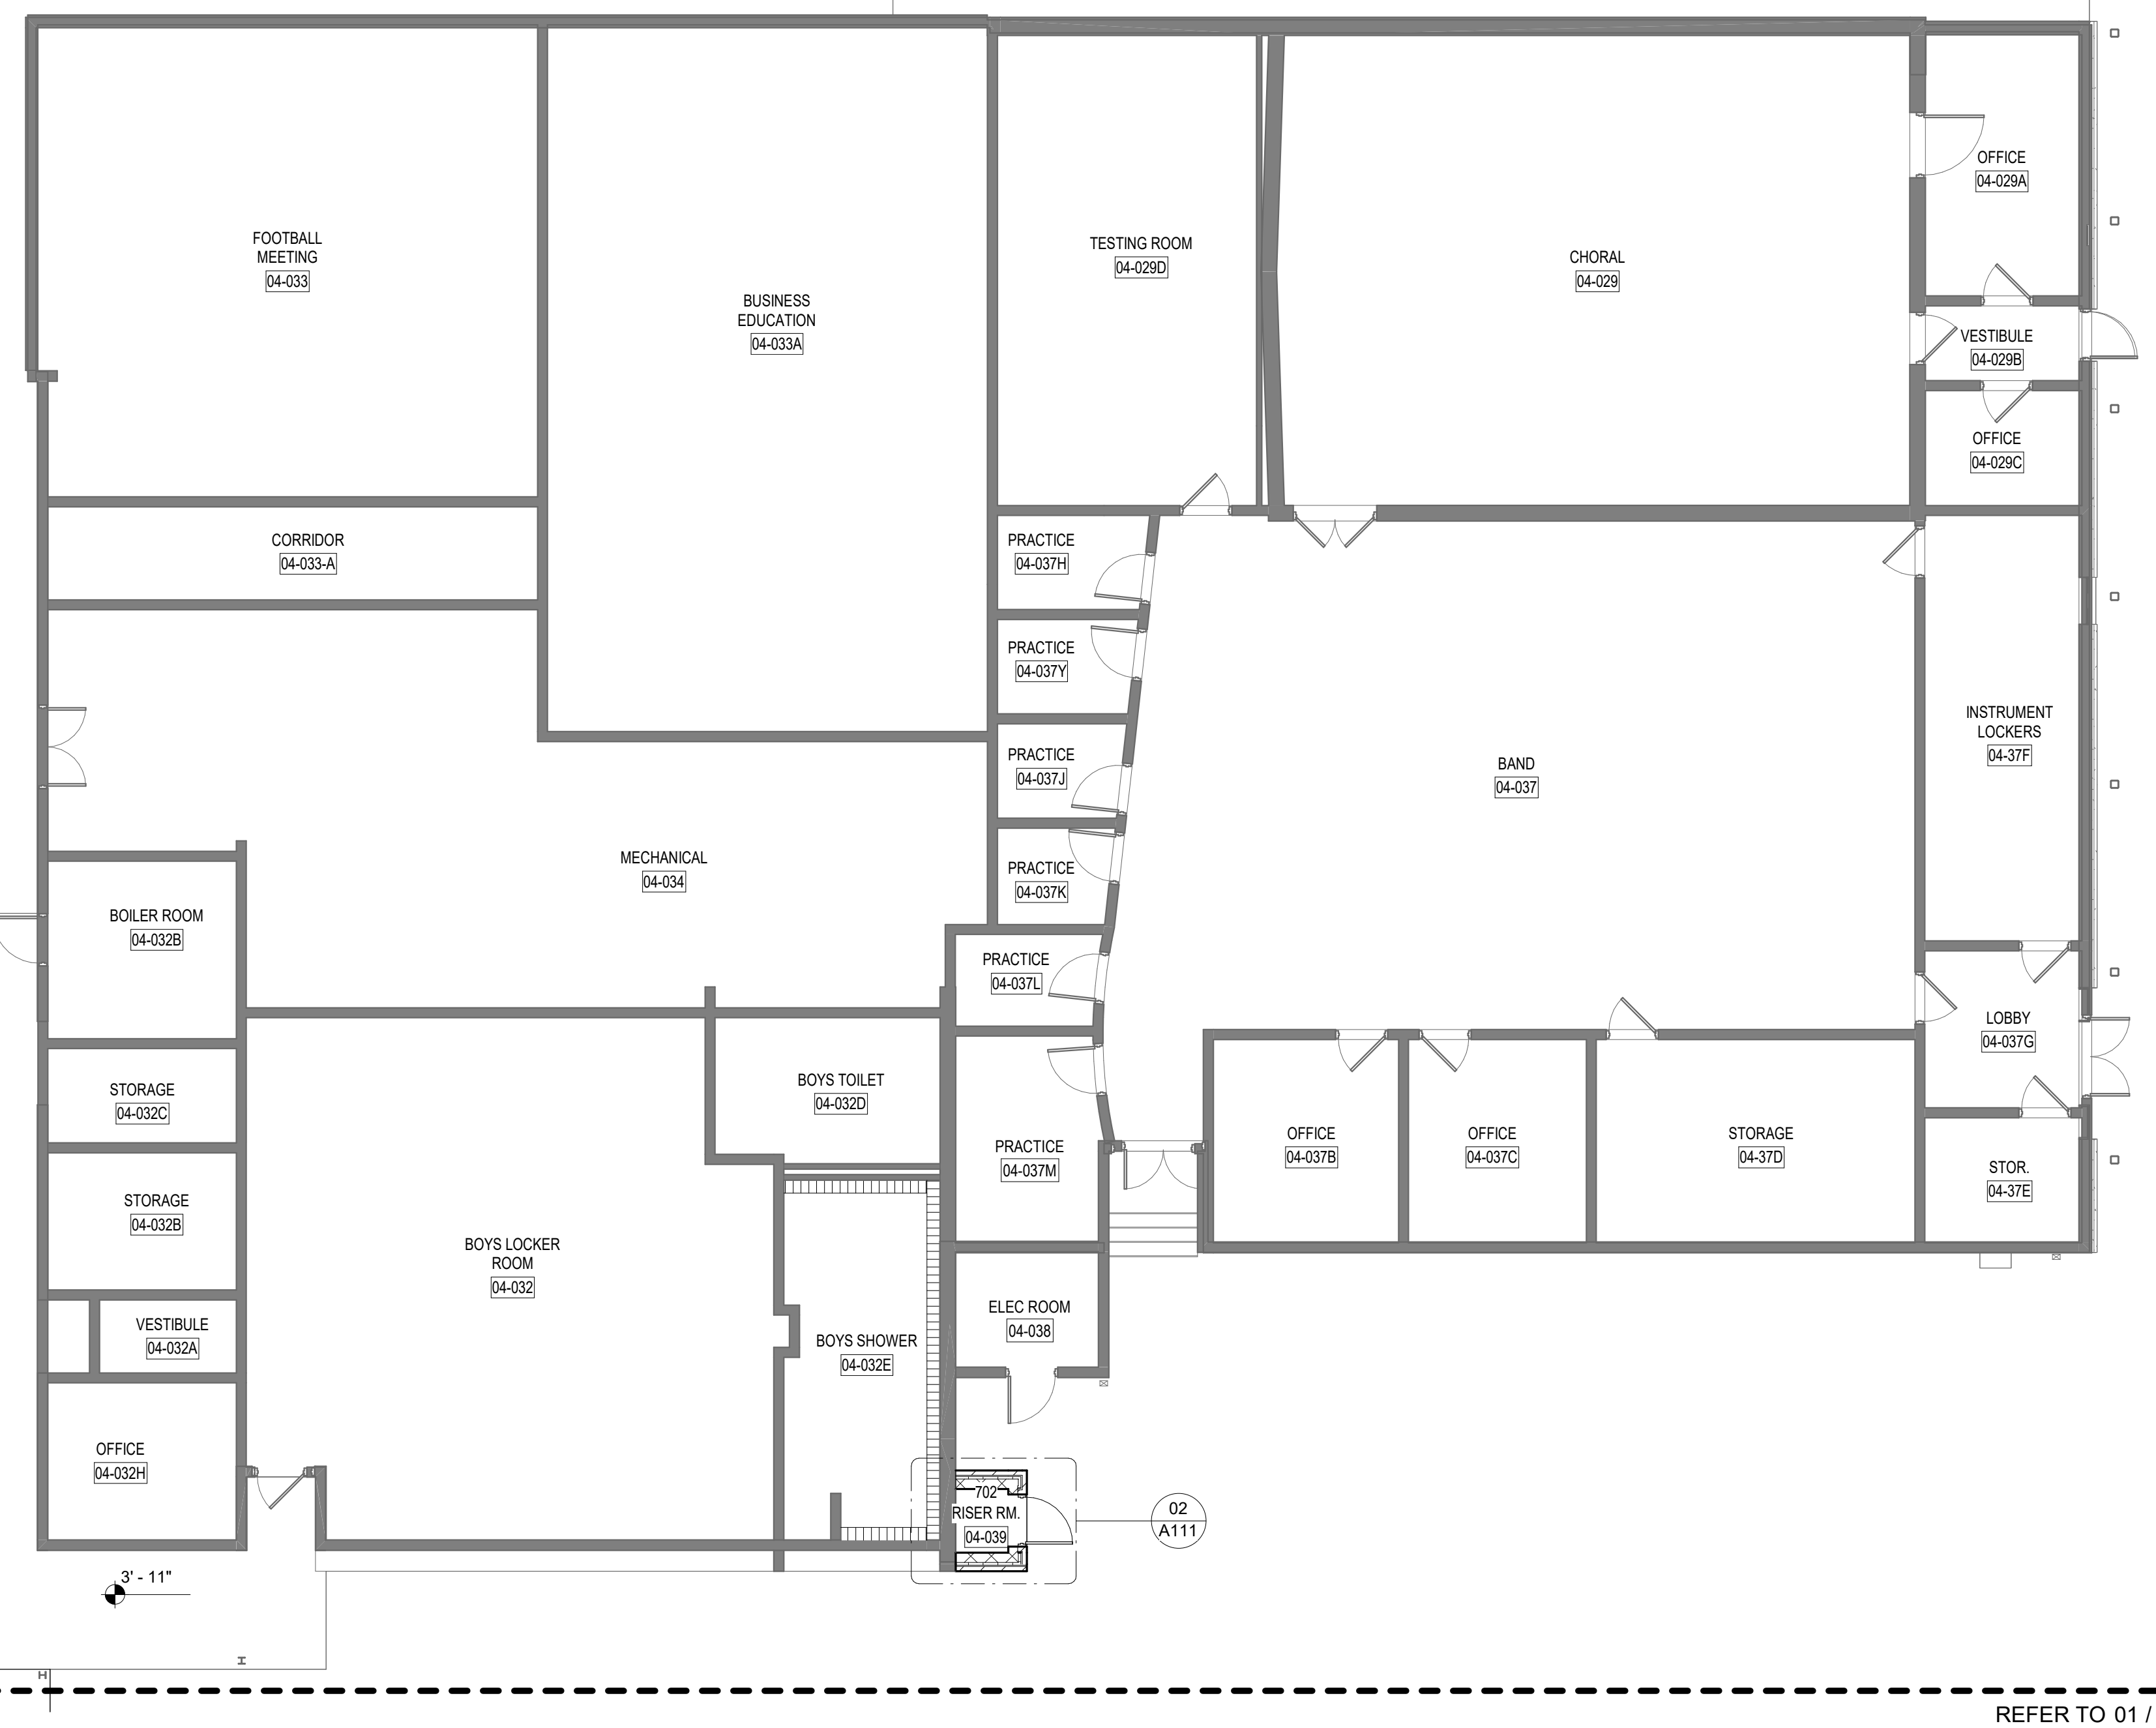 FOOTBALL
MEETING
04-033
BUSINESS
EDUCATION
04-033A
TESTING ROOM
04-029D
CHORAL
04-029
OFFICE
04-029A
VESTIBULE
04-029B
OFFICE
04-029C
CORRIDOR
04-033-A
PRACTICE
04-037H
PRACTICE
04-037Y
PRACTICE
04-037J
PRACTICE
04-037K
PRACTICE
04-037L
PRACTICE
04-037M
BAND
04-037
INSTRUMENT
LOCKERS
04-37F
MECHANICAL
04-034
BOILER ROOM
04-032B
STORAGE
04-032C
STORAGE
04-032B
VESTIBULE
04-032A
OFFICE
04-032H
BOYS TOILET
04-032D
BOYS LOCKER
ROOM
04-032
BOYS SHOWER
04-032E
ELEC ROOM
04-038
702
RISER RM.
04-039
02
A111
OFFICE
04-037B
OFFICE
04-037C
STORAGE
04-37D
LOBBY
04-037G
STOR.
04-37E
3' - 11"
REFER TO 01 /